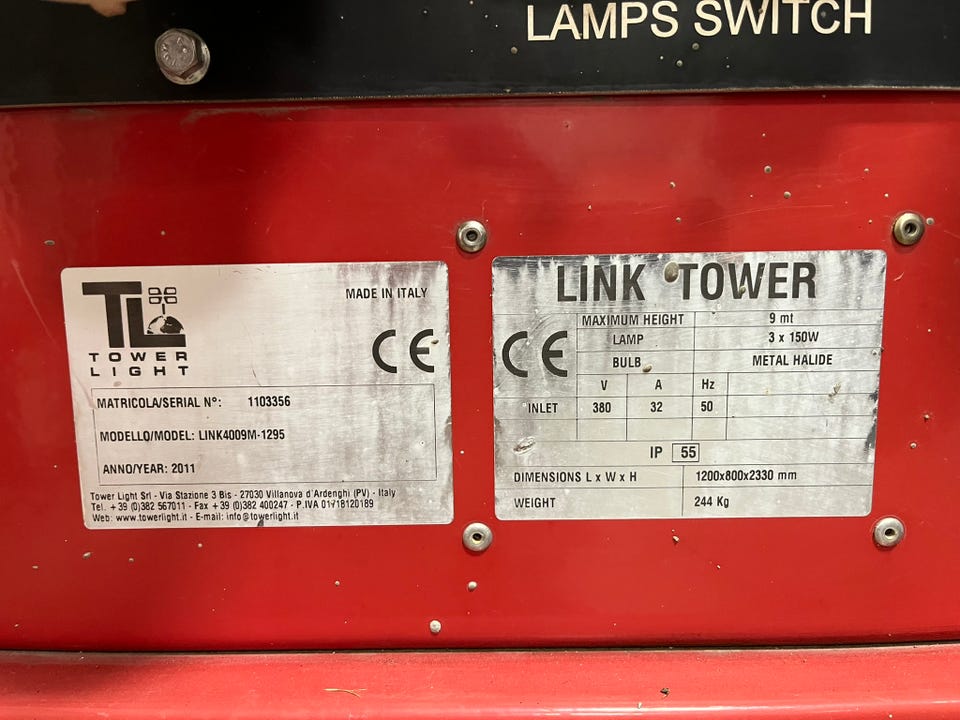 LAMPS SWITCH
TL
TOWER
LIGHT
MADE IN ITALY
CE
MATRICOLA/SERIAL N°: 1103356
MODELLO/MODEL: LINK4009M-1295
ANNO/YEAR: 2011
Tower Light Srl - Via Stazione 3 Bis - 27030 Villanova d'Ardenghi (PV) - Italy
Tel. +39 (0)382 567011 - Fax +39 (0)382 400247 - P.IVA 01718120189
Web: www.towerlight.it - E-mail: info@towerlight.it
LINK TOWER
CE
MAXIMUM HEIGHT 9 mt
LAMP 3 x 150W
BULB METAL HALIDE
V A Hz
INLET 380 32 50
IP 55
DIMENSIONS L x W x H 1200x800x2330 mm
WEIGHT 244 Kg